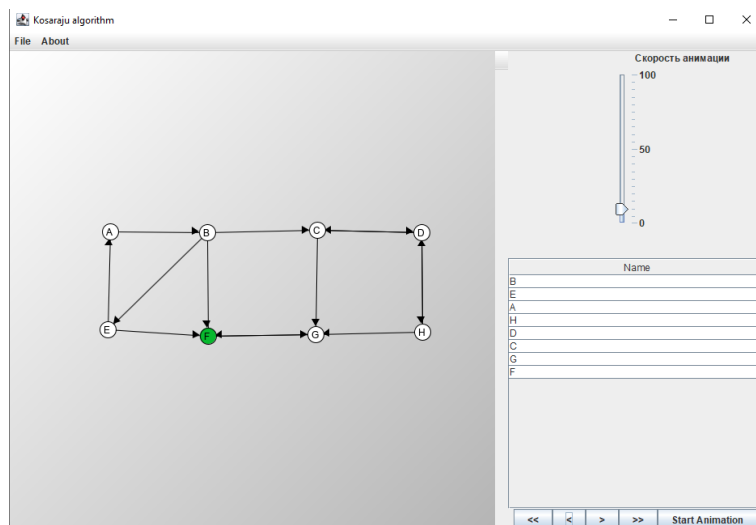 Kosaraju algorithm
File About
Скорость анимации
100
50
0
A B C D
E F G H
Name
B
E
A
H
D
C
G
F
<< < > >> Start Animation